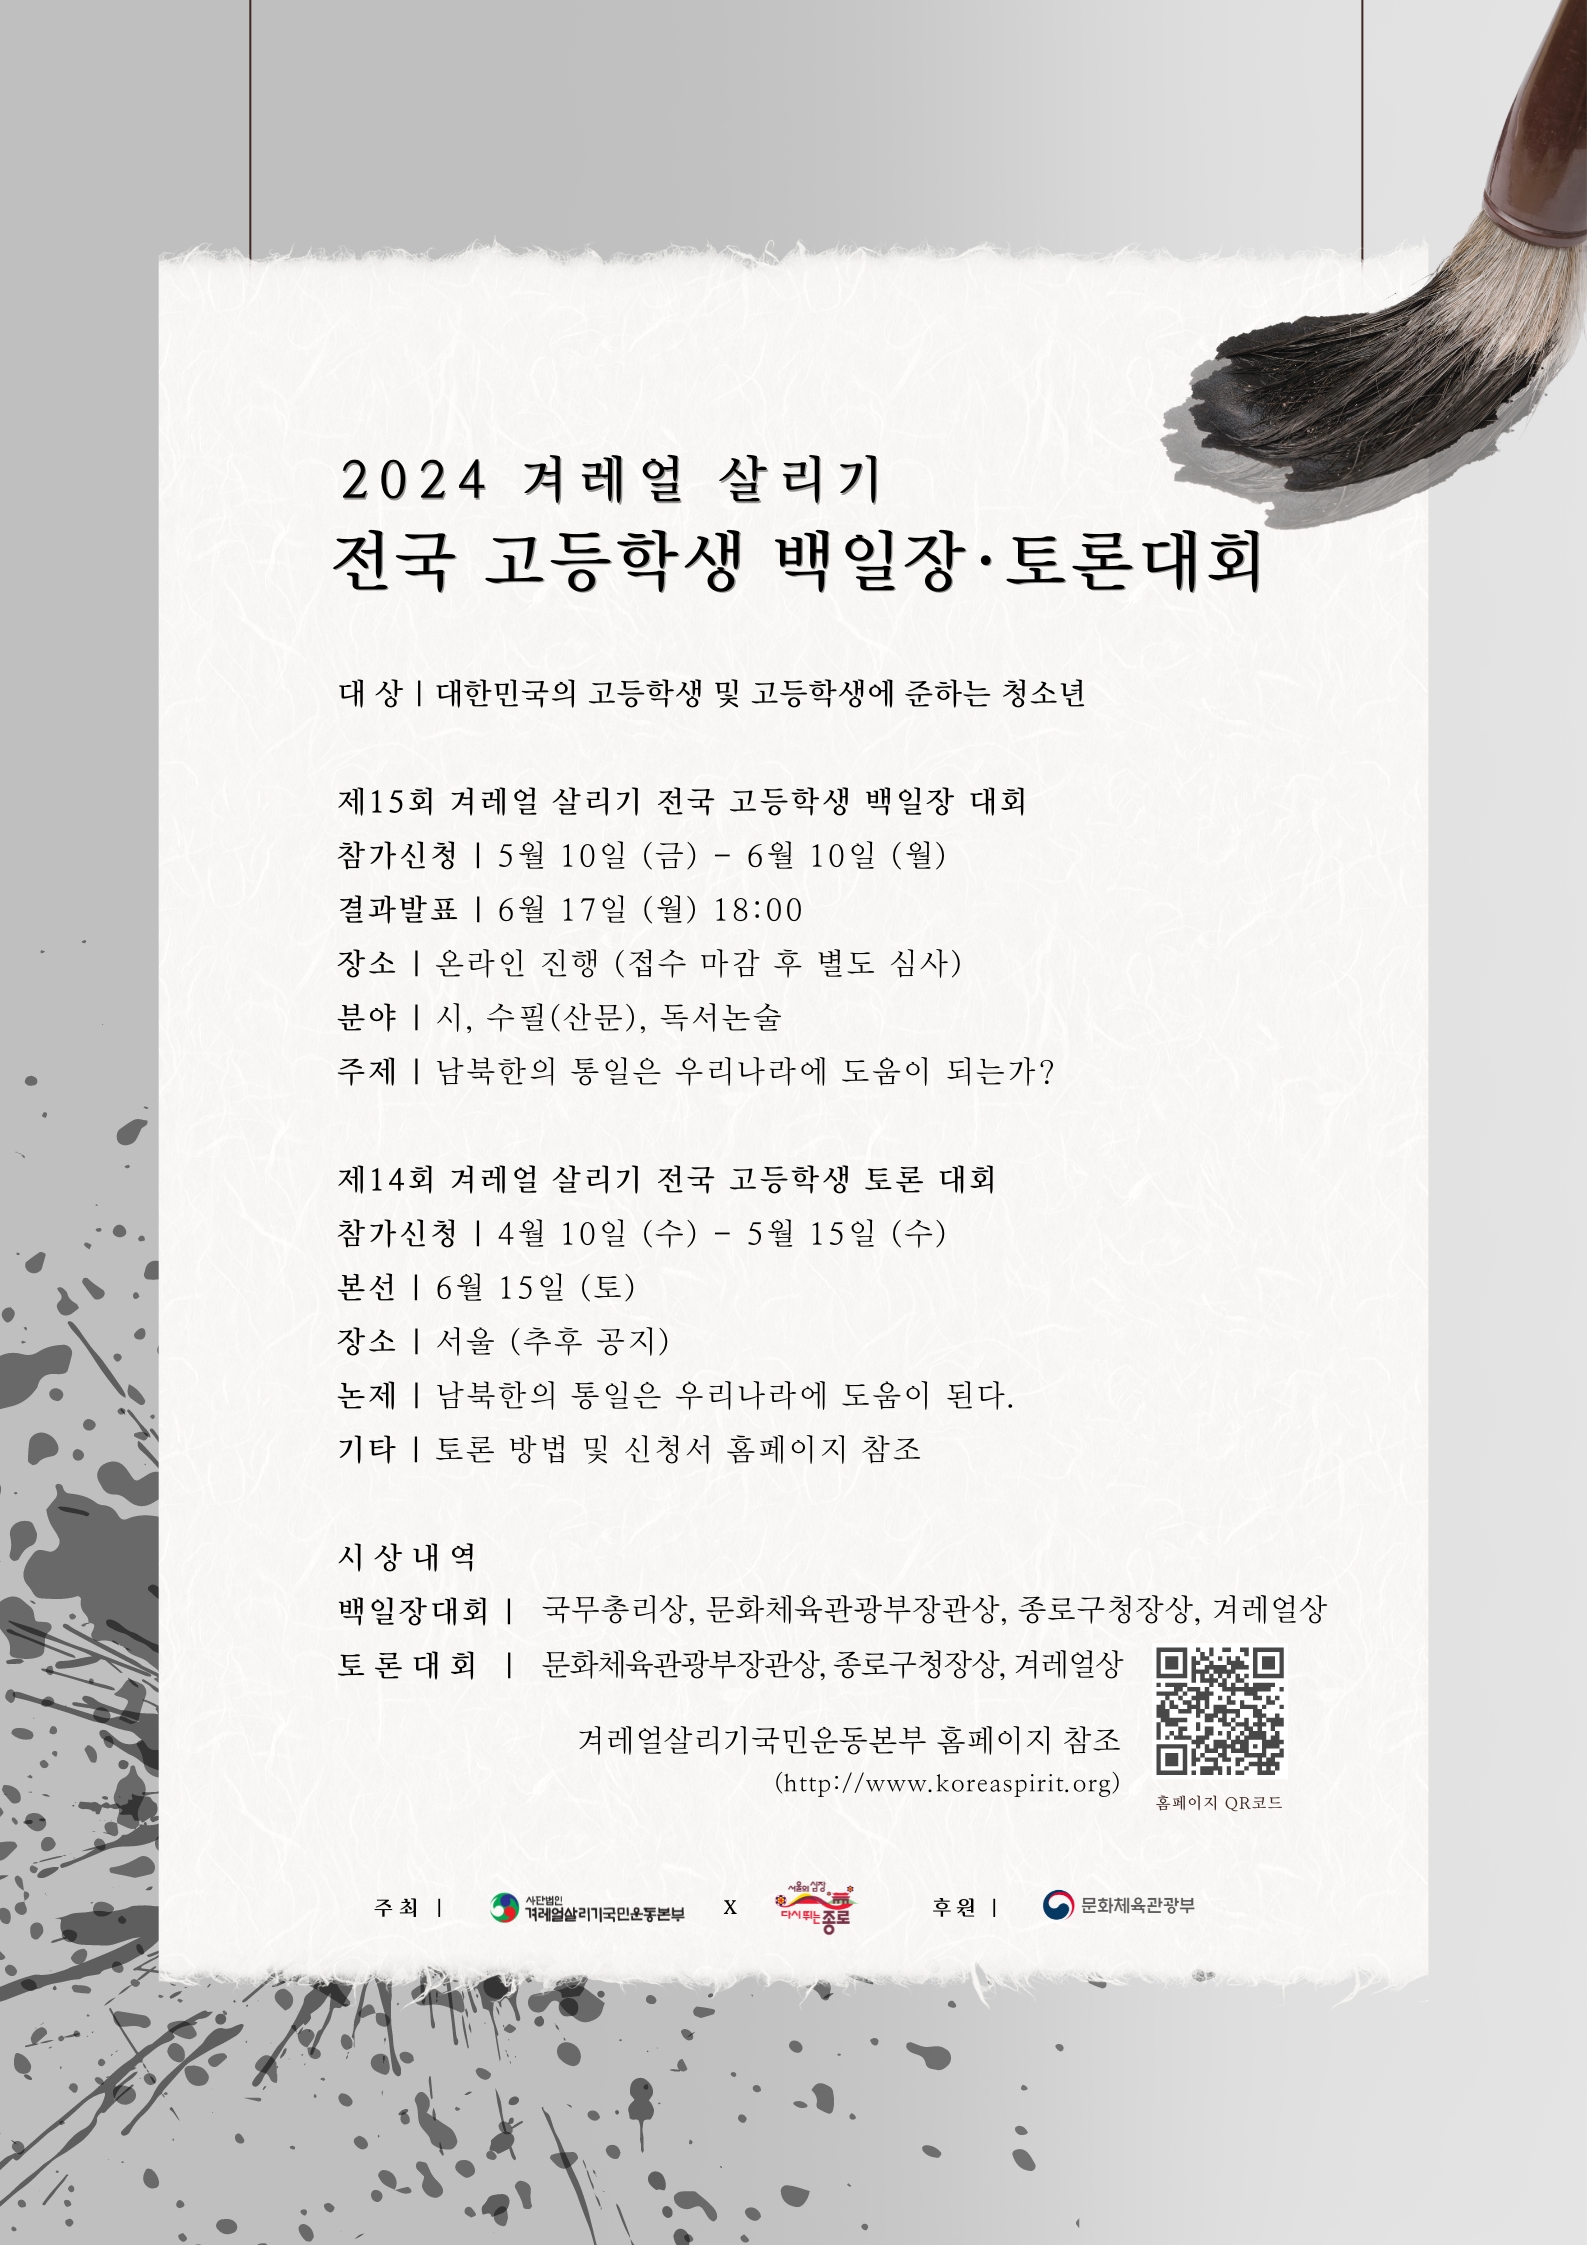 2024 겨레얼 살리기
전국 고등학생 백일장·토론대회
대 상 | 대한민국의 고등학생 및 고등학생에 준하는 청소년
제15회 겨레얼 살리기 전국 고등학생 백일장 대회
참가신청 | 5월 10일 (금) - 6월 10일 (월)
결과발표 | 6월 17일 (월) 18:00
장소 | 온라인 진행 (접수 마감 후 별도 심사)
분야 | 시, 수필(산문), 독서논술
주제 | 남북한의 통일은 우리나라에 도움이 되는가?
제14회 겨레얼 살리기 전국 고등학생 토론 대회
참가신청 | 4월 10일 (수) - 5월 15일 (수)
본선 | 6월 15일 (토)
장소 | 서울 (추후 공지)
논제 | 남북한의 통일은 우리나라에 도움이 된다.
기타 | 토론 방법 및 신청서 홈페이지 참조
시상내역
백일장대회 | 국무총리상, 문화체육관광부장관상, 종로구청장상, 겨레얼상
토론대회 | 문화체육관광부장관상, 종로구청장상, 겨레얼상
겨레얼살리기국민운동본부 홈페이지 참조
(http://www.koreaspirit.org)
홈페이지 QR코드
주최 | 사단법인 겨레얼살리기국민운동본부 X 서울의 심장 다시 뛰는 종로 후원 | 문화체육관광부